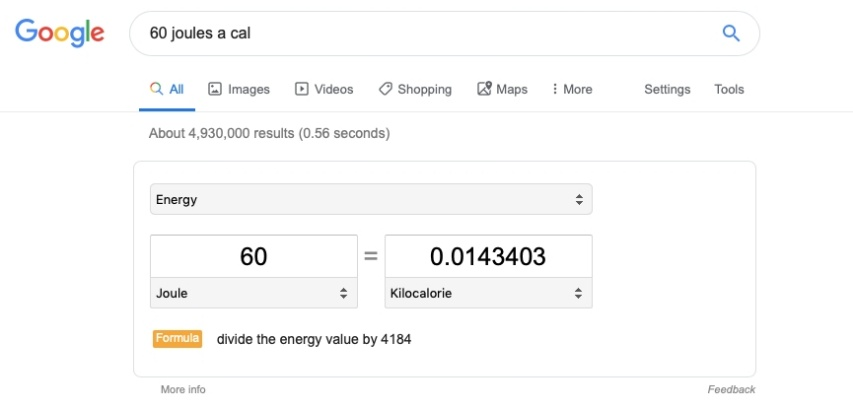 Google 60 joules a cal
All Images Videos Shopping Maps More Settings Tools
About 4,930,000 results (0.56 seconds)
Energy
60 = 0.0143403
Joule Kilocalorie
Formula divide the energy value by 4184
More info Feedback